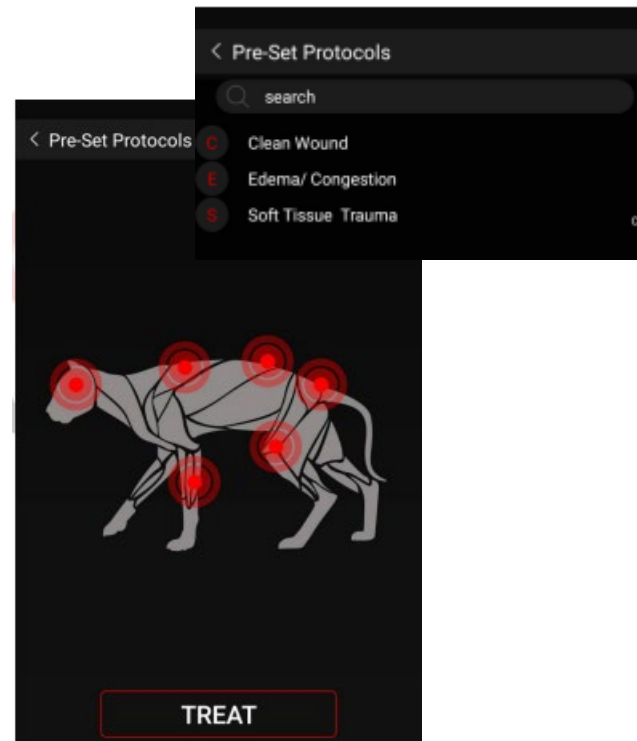 < Pre-Set Protocols
search
C Clean Wound
E Edema/ Congestion
S Soft Tissue Trauma
< Pre-Set Protocols
TREAT